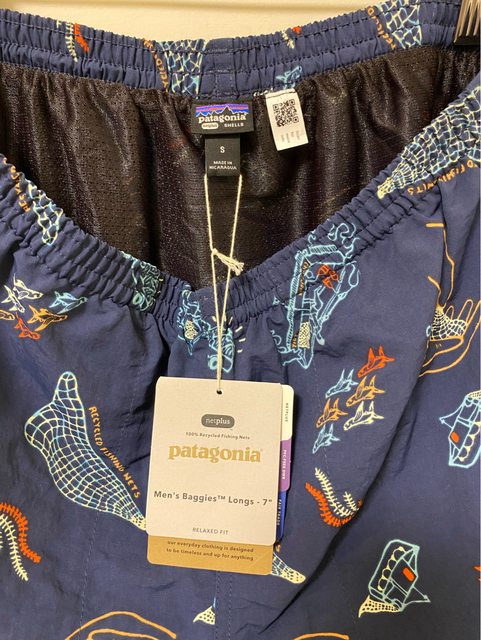 patagonia
netplus SHELLS
S
MADE IN
NICARAGUA
RECYCLED FISHING NETS
netplus
100% Recycled Fishing Nets
patagonia
Men's Baggies™ Longs - 7"
RELAXED FIT
our everyday clothing is designed
to be timeless and up for anything